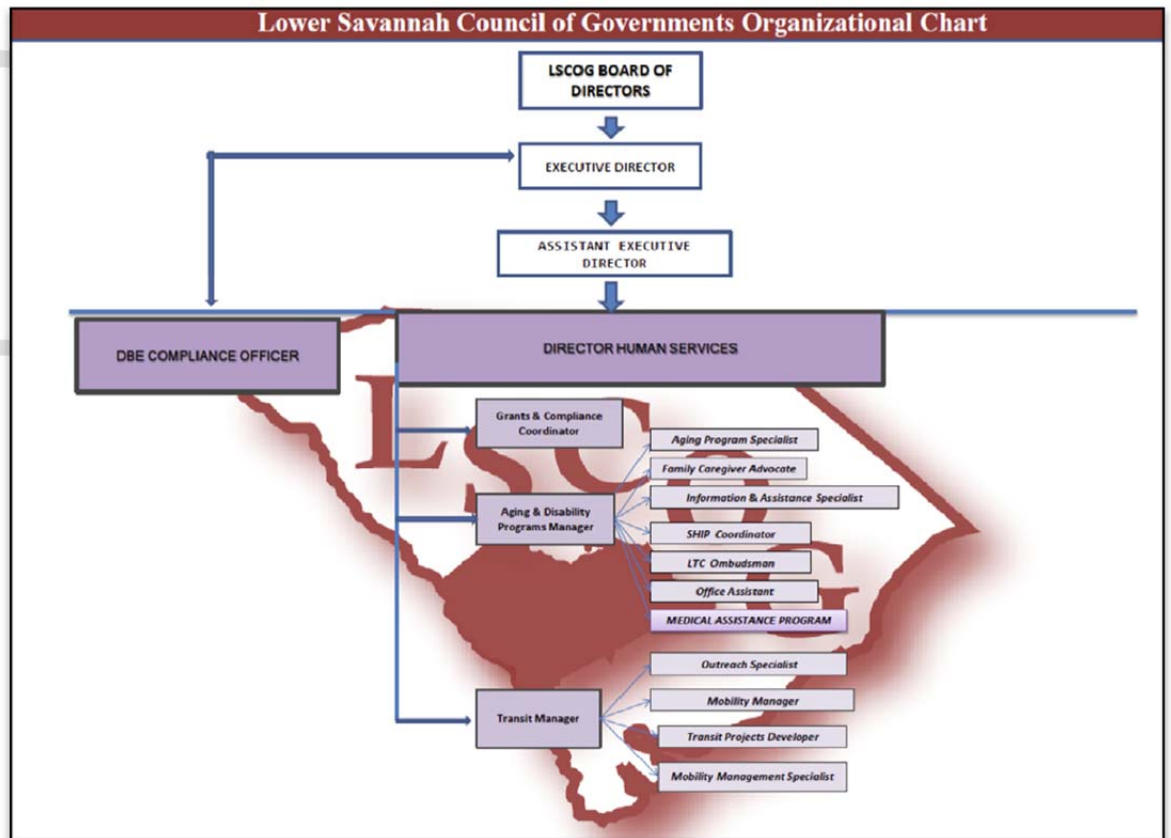 Lower Savannah Council of Governments Organizational Chart
LSCOG BOARD OF
DIRECTORS
EXECUTIVE DIRECTOR
ASSISTANT EXECUTIVE
DIRECTOR
DBE COMPLIANCE OFFICER
DIRECTOR HUMAN SERVICES
LSCOG
Grants & Compliance
Coordinator
Aging & Disability
Programs Manager
Aging Program Specialist
Family Caregiver Advocate
Information & Assistance Specialist
SHIP Coordinator
LTC Ombudsman
Office Assistant
MEDICAL ASSISTANCE PROGRAM
Transit Manager
Outreach Specialist
Mobility Manager
Transit Projects Developer
Mobility Management Specialist